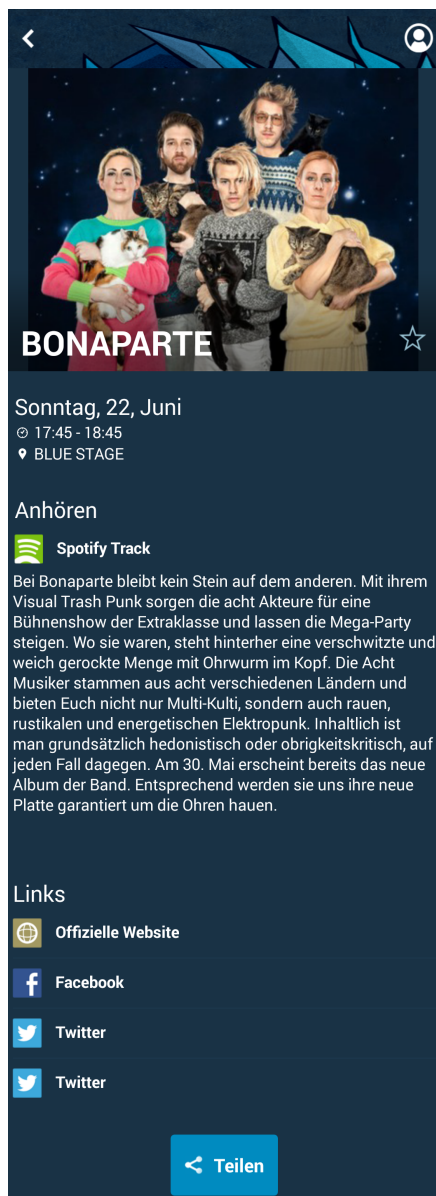 BONAPARTE
Sonntag, 22, Juni
17:45 - 18:45
BLUE STAGE
Anhören
Spotify Track
Bei Bonaparte bleibt kein Stein auf dem anderen. Mit ihrem
Visual Trash Punk sorgen die acht Akteure für eine
Bühnenshow der Extraklasse und lassen die Mega-Party
steigen. Wo sie waren, steht hinterher eine verschwitzte und
weich gerockte Menge mit Ohrwurm im Kopf. Die Acht
Musiker stammen aus acht verschiedenen Ländern und
bieten Euch nicht nur Multi-Kulti, sondern auch rauen,
rustikalen und energetischen Elektropunk. Inhaltlich ist
man grundsätzlich hedonistisch oder obrigkeitskritisch, auf
jeden Fall dagegen. Am 30. Mai erscheint bereits das neue
Album der Band. Entsprechend werden sie uns ihre neue
Platte garantiert um die Ohren hauen.
Links
Offizielle Website
Facebook
Twitter
Twitter
Teilen